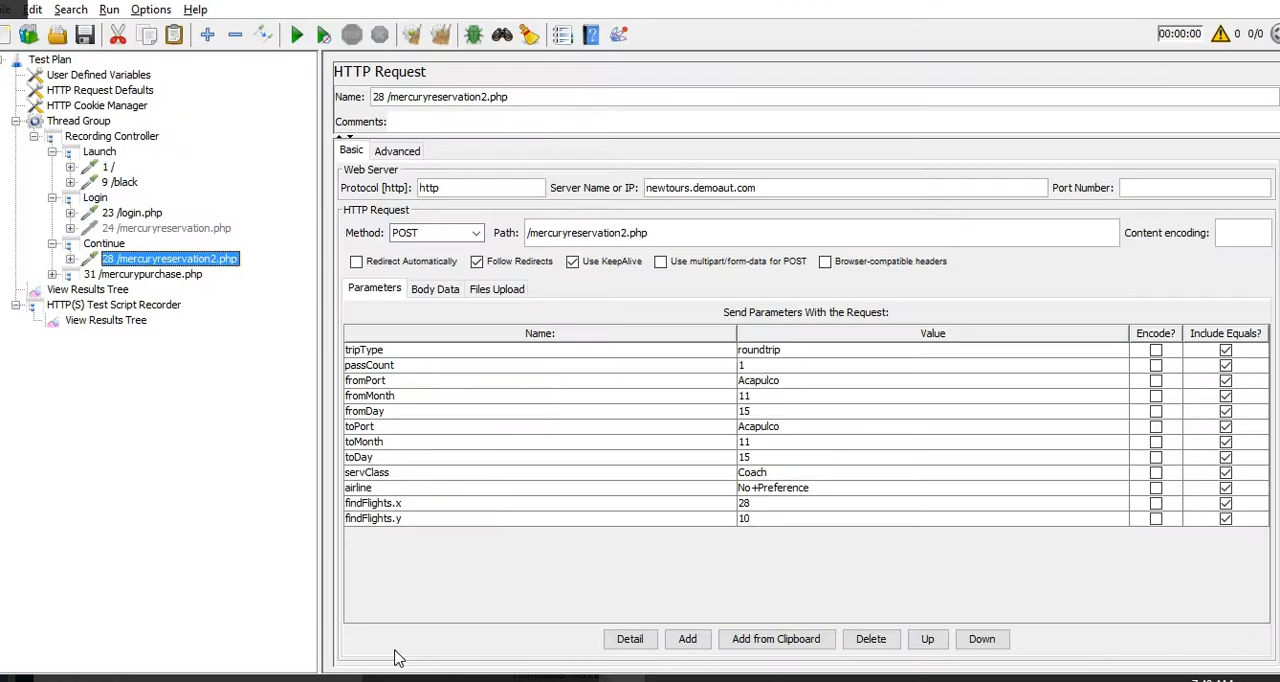 Edit Search Run Options Help
00:00:00 0 0/0
Test Plan
User Defined Variables
HTTP Request Defaults
HTTP Cookie Manager
Thread Group
Recording Controller
Launch
1 /
9 /black
Login
23 /login.php
24 /mercuryreservation.php
Continue
28 /mercuryreservation2.php
31 /mercurypurchase.php
View Results Tree
HTTP(S) Test Script Recorder
View Results Tree
HTTP Request
Name: 28 /mercuryreservation2.php
Comments:
Basic Advanced
Web Server
Protocol [http]: http Server Name or IP: newtours.demoaut.com Port Number:
HTTP Request
Method: POST Path: /mercuryreservation2.php Content encoding:
Redirect Automatically Follow Redirects Use KeepAlive Use multipart/form-data for POST Browser-compatible headers
Parameters Body Data Files Upload
Send Parameters With the Request:
Name: Value Encode? Include Equals?
tripType roundtrip
passCount 1
fromPort Acapulco
fromMonth 11
fromDay 15
toPort Acapulco
toMonth 11
toDay 15
servClass Coach
airline No+Preference
findFlights.x 28
findFlights.y 10
Detail Add Add from Clipboard Delete Up Down